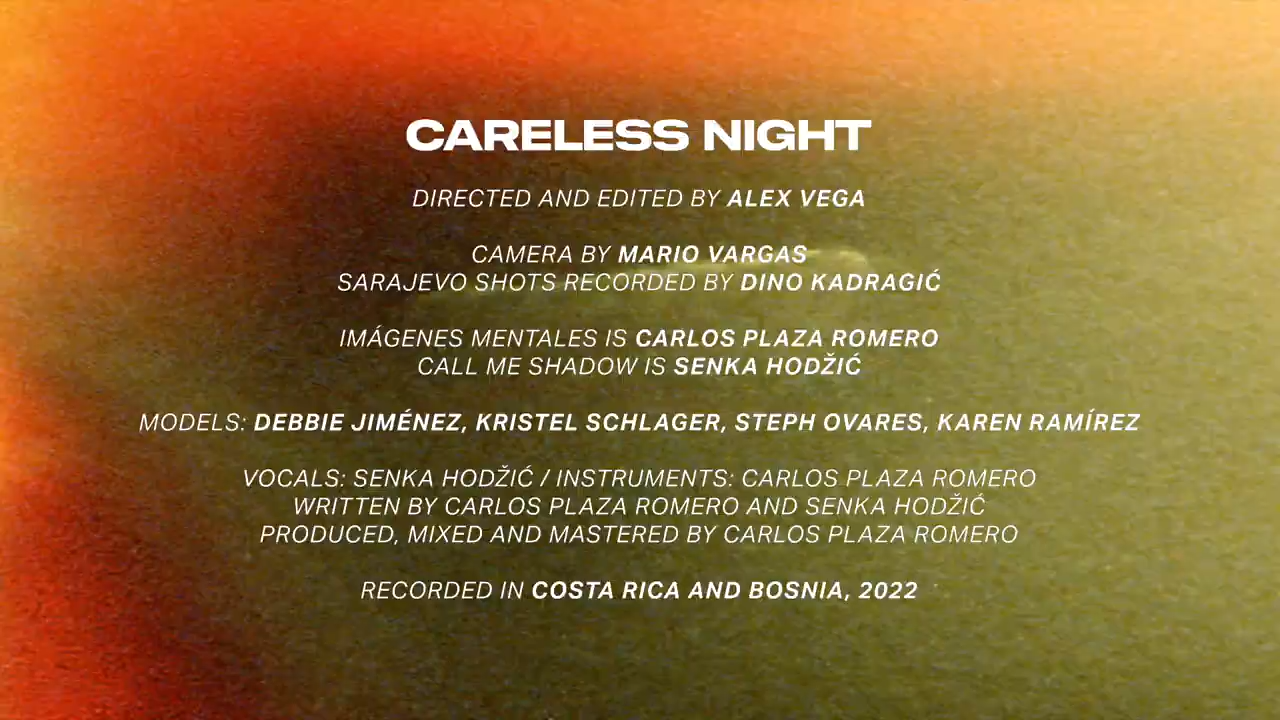 CARELESS NIGHT
DIRECTED AND EDITED BY ALEX VEGA
CAMERA BY MARIO VARGAS
SARAJEVO SHOTS RECORDED BY DINO KADRAGIĆ
IMÁGENES MENTALES IS CARLOS PLAZA ROMERO
CALL ME SHADOW IS SENKA HODŽIĆ
MODELS: DEBBIE JIMÉNEZ, KRISTEL SCHLAGER, STEPH OVARES, KAREN RAMÍREZ
VOCALS: SENKA HODŽIĆ / INSTRUMENTS: CARLOS PLAZA ROMERO
WRITTEN BY CARLOS PLAZA ROMERO AND SENKA HODŽIĆ
PRODUCED, MIXED AND MASTERED BY CARLOS PLAZA ROMERO
RECORDED IN COSTA RICA AND BOSNIA, 2022